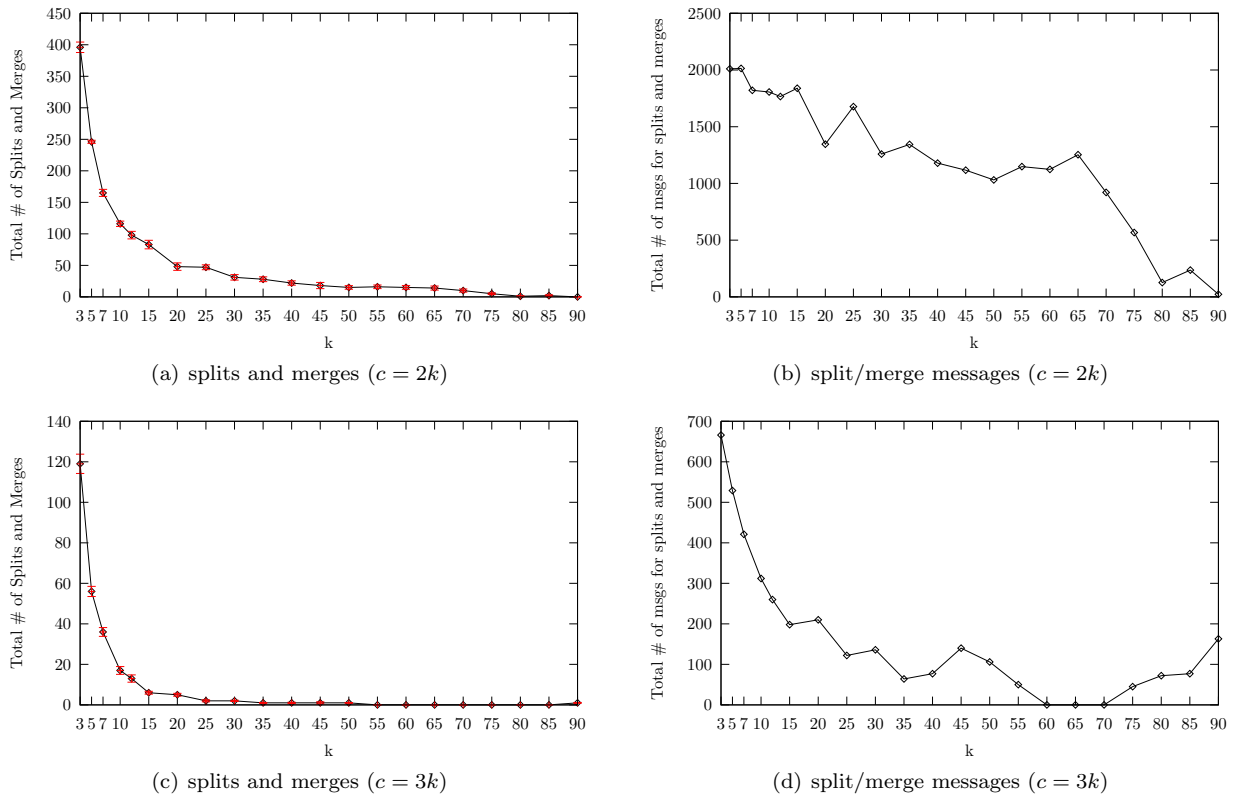 450
400
350
300
250
200
150
100
50
0
Total # of Splits and Merges
3 5 7 10 15 20 25 30 35 40 45 50 55 60 65 70 75 80 85 90
k
(a) splits and merges (c = 2k)
2500
2000
1500
1000
500
0
Total # of msgs for splits and merges
3 5 7 10 15 20 25 30 35 40 45 50 55 60 65 70 75 80 85 90
k
(b) split/merge messages (c = 2k)
140
120
100
80
60
40
20
0
Total # of Splits and Merges
3 5 7 10 15 20 25 30 35 40 45 50 55 60 65 70 75 80 85 90
k
(c) splits and merges (c = 3k)
700
600
500
400
300
200
100
0
Total # of msgs for splits and merges
3 5 7 10 15 20 25 30 35 40 45 50 55 60 65 70 75 80 85 90
k
(d) split/merge messages (c = 3k)